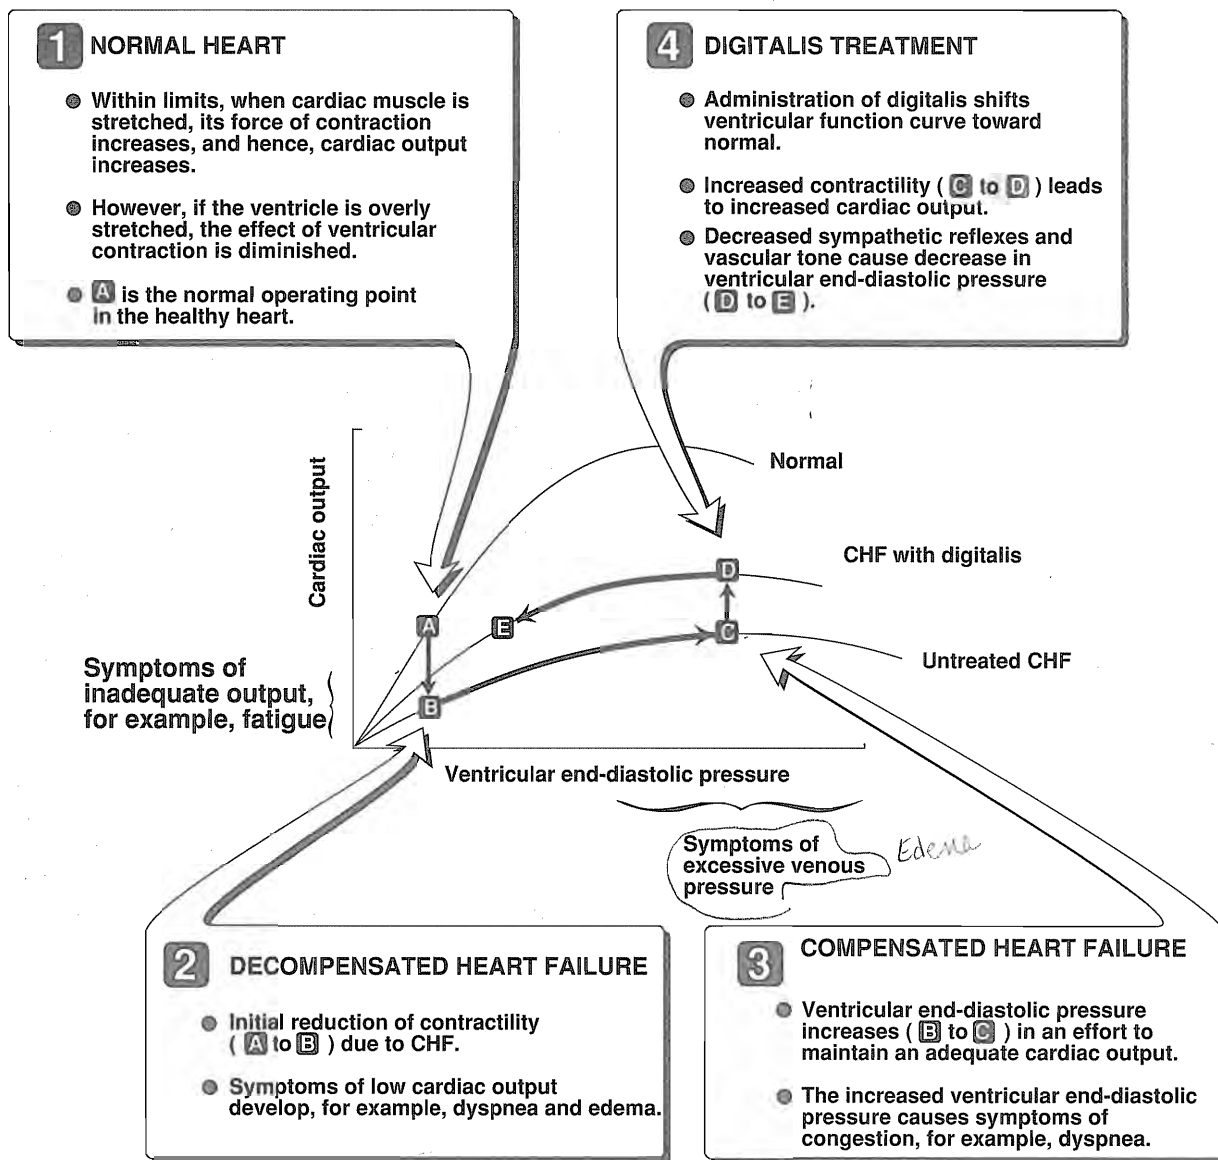 1 NORMAL HEART
Within limits, when cardiac muscle is
stretched, its force of contraction
increases, and hence, cardiac output
increases.
However, if the ventricle is overly
stretched, the effect of ventricular
contraction is diminished.
A is the normal operating point
in the healthy heart.
4 DIGITALIS TREATMENT
Administration of digitalis shifts
ventricular function curve toward
normal.
Increased contractility ( C to D ) leads
to increased cardiac output.
Decreased sympathetic reflexes and
vascular tone cause decrease in
ventricular end-diastolic pressure
( D to E ).
Cardiac output
Normal
CHF with digitalis
Untreated CHF
A
B
C
D
E
Symptoms of
inadequate output,
for example, fatigue
Ventricular end-diastolic pressure
Symptoms of
excessive venous
pressure
Edema
2 DECOMPENSATED HEART FAILURE
Initial reduction of contractility
( A to B ) due to CHF.
Symptoms of low cardiac output
develop, for example, dyspnea and edema.
3 COMPENSATED HEART FAILURE
Ventricular end-diastolic pressure
increases ( B to C ) in an effort to
maintain an adequate cardiac output.
The increased ventricular end-diastolic
pressure causes symptoms of
congestion, for example, dyspnea.